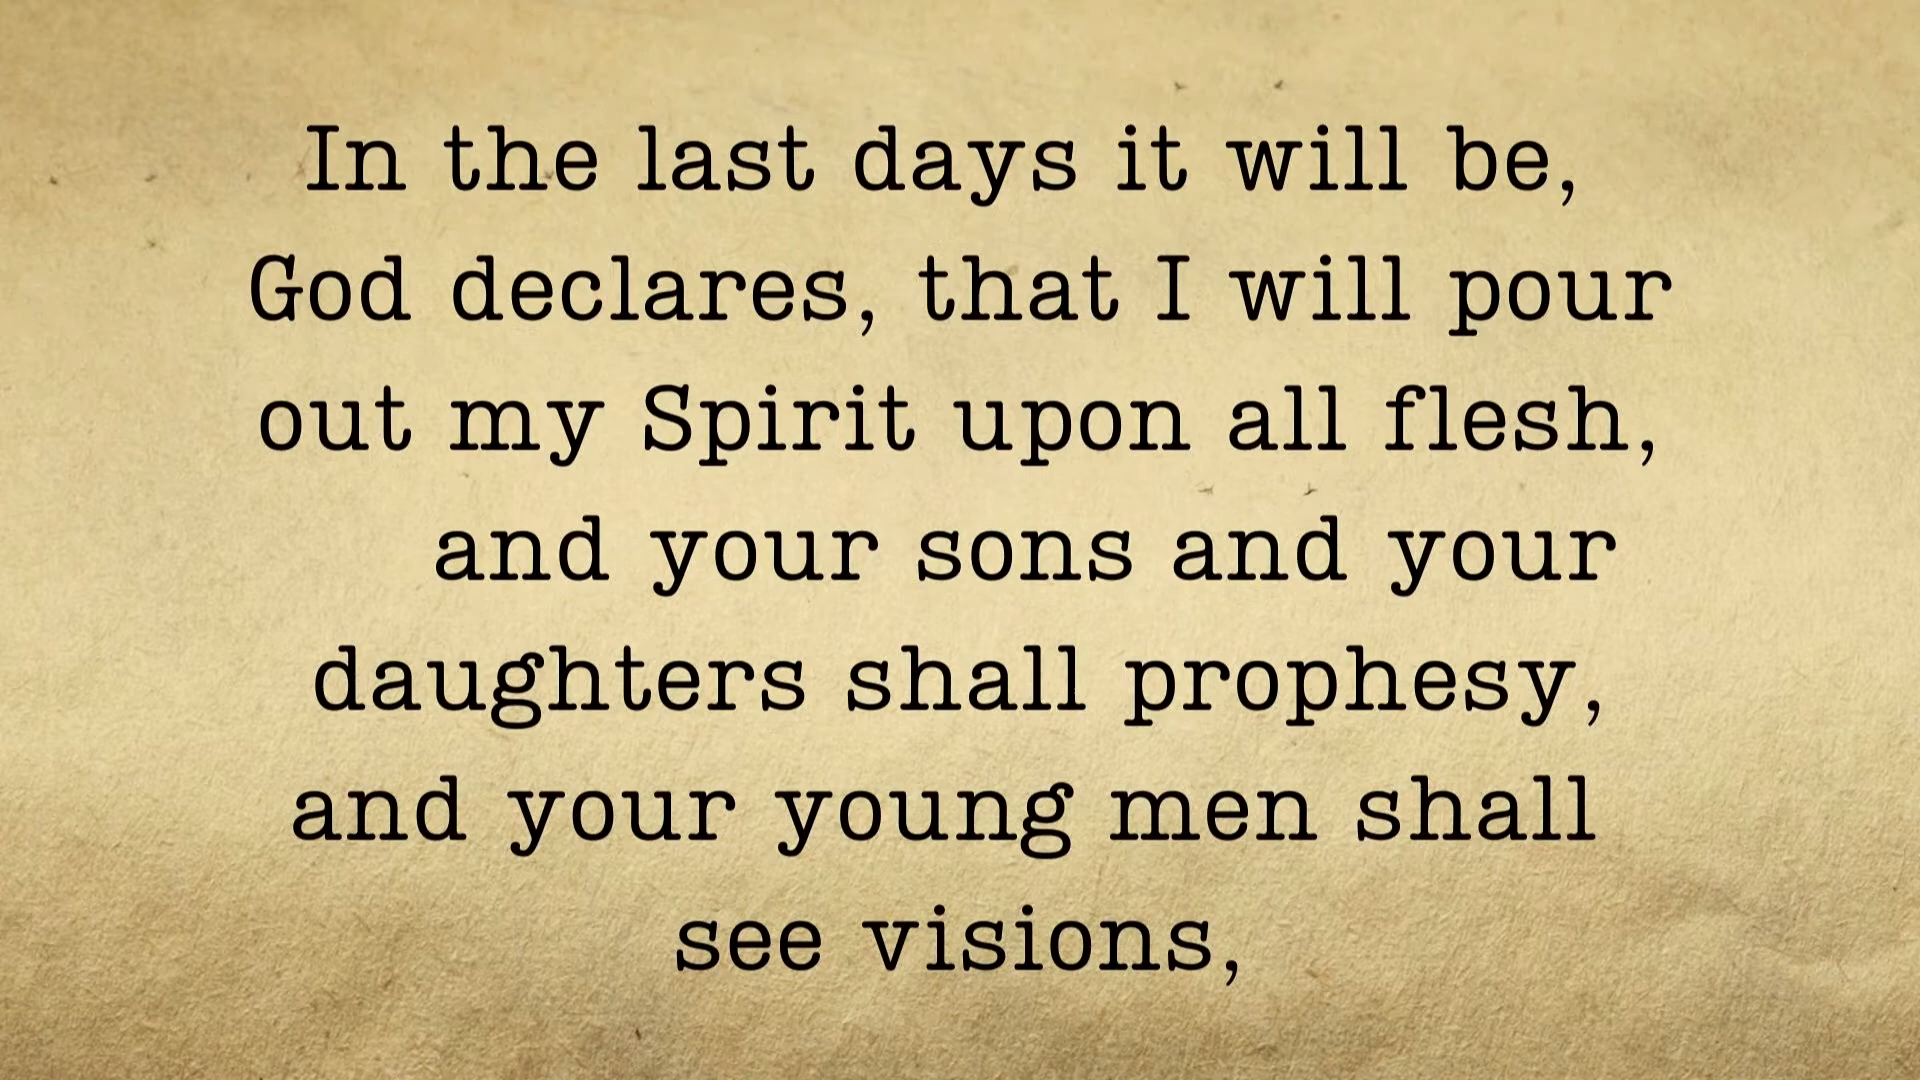 In the last days it will be,
God declares, that I will pour
out my Spirit upon all flesh,
and your sons and your
daughters shall prophesy,
and your young men shall
see visions,